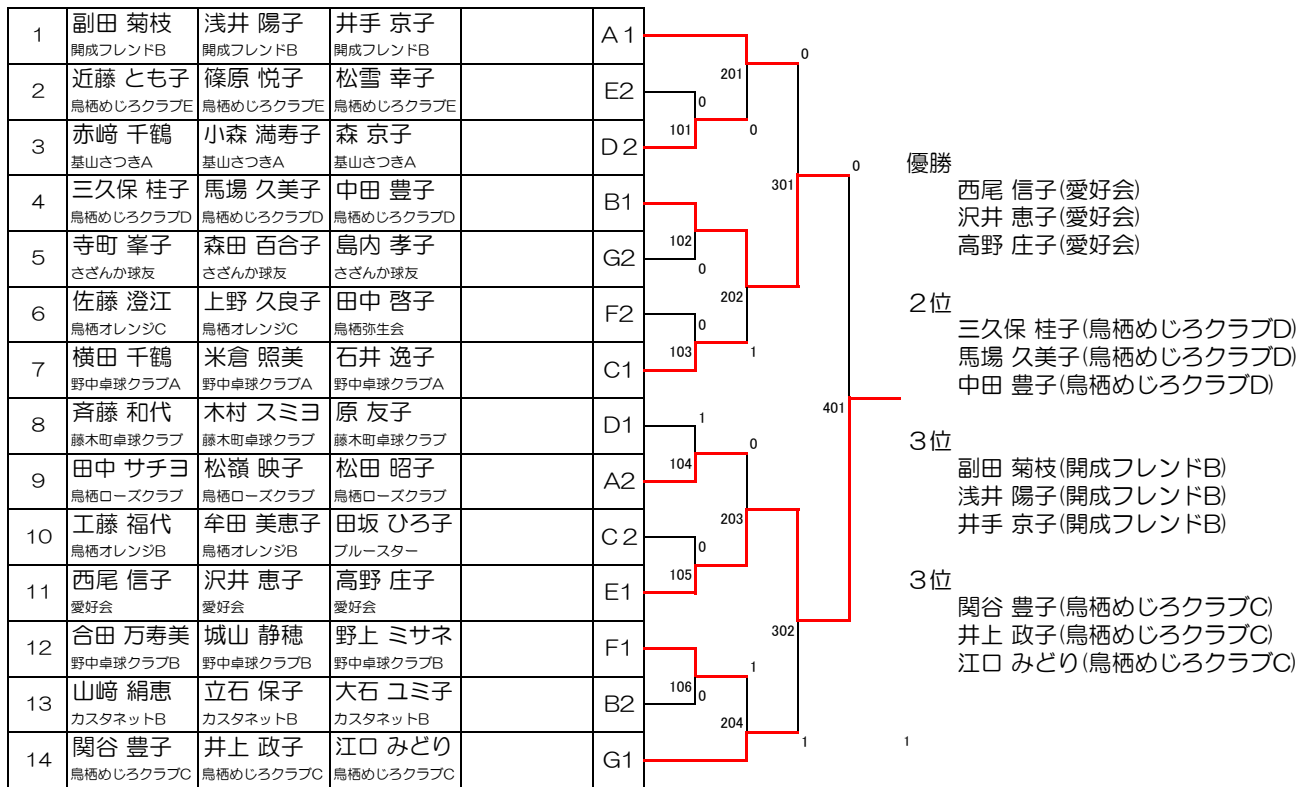 1 副田 菊枝 浅井 陽子 井手 京子 A1
開成フレンドB 開成フレンドB 開成フレンドB
2 近藤 とも子 篠原 悦子 松雪 幸子 E2
鳥栖めじろクラブE 鳥栖めじろクラブE 鳥栖めじろクラブE
3 赤﨑 千鶴 小森 満寿子 森 京子 D2
基山さつきA 基山さつきA 基山さつきA
4 三久保 桂子 馬場 久美子 中田 豊子 B1
鳥栖めじろクラブD 鳥栖めじろクラブD 鳥栖めじろクラブD
5 寺町 峯子 森田 百合子 島内 孝子 G2
さざんか球友 さざんか球友 さざんか球友
6 佐藤 澄江 上野 久良子 田中 啓子 F2
鳥栖オレンジC 鳥栖オレンジC 鳥栖弥生会
7 横田 千鶴 米倉 照美 石井 逸子 C1
野中卓球クラブA 野中卓球クラブA 野中卓球クラブA
8 斉藤 和代 木村 スミヨ 原 友子 D1
藤木町卓球クラブ 藤木町卓球クラブ 藤木町卓球クラブ
9 田中 サチヨ 松嶺 映子 松田 昭子 A2
鳥栖ローズクラブ 鳥栖ローズクラブ 鳥栖ローズクラブ
10 工藤 福代 牟田 美恵子 田坂 ひろ子 C2
鳥栖オレンジB 鳥栖オレンジB ブルースター
11 西尾 信子 沢井 恵子 高野 庄子 E1
愛好会 愛好会 愛好会
12 合田 万寿美 城山 静穂 野上 ミサネ F1
野中卓球クラブB 野中卓球クラブB 野中卓球クラブB
13 山﨑 絹恵 立石 保子 大石 ユミ子 B2
カスタネットB カスタネットB カスタネットB
14 関谷 豊子 井上 政子 江口 みどり G1
鳥栖めじろクラブC 鳥栖めじろクラブC 鳥栖めじろクラブC
0
201
0
101 0
0
301
102
0
202
0
103 1
401
1
0
104
203
0
105
302
1
106 0
204
1 1
優勝
西尾 信子(愛好会)
沢井 恵子(愛好会)
高野 庄子(愛好会)
2位
三久保 桂子(鳥栖めじろクラブD)
馬場 久美子(鳥栖めじろクラブD)
中田 豊子(鳥栖めじろクラブD)
3位
副田 菊枝(開成フレンドB)
浅井 陽子(開成フレンドB)
井手 京子(開成フレンドB)
3位
関谷 豊子(鳥栖めじろクラブC)
井上 政子(鳥栖めじろクラブC)
江口 みどり(鳥栖めじろクラブC)